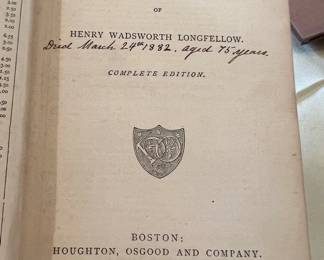 OF
HENRY WADSWORTH LONGFELLOW.
Died March 24th 1882. aged 75 years
COMPLETE EDITION.
BOSTON:
HOUGHTON, OSGOOD AND COMPANY.